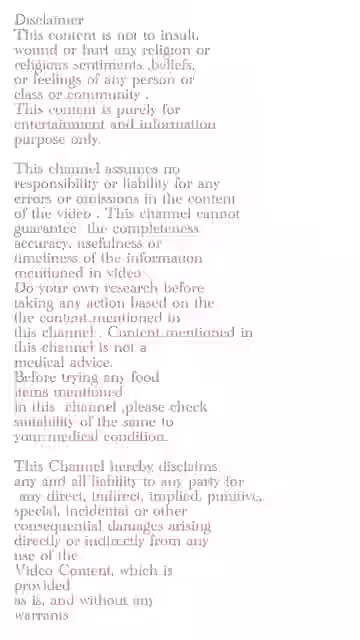 Disclaimer
This content is not to insult,
wound or hurt any religion or
religious sentiments ,beliefs,
or feelings of any person or
class or community .
This content is purely for
entertainment and information
purpose only.
This channel assumes no
responsibility or liability for any
errors or omissions in the content
of the video . This channel cannot
guarantee the completeness
accuracy, usefulness or
timeliness of the information
mentioned in video
Do your own research before
taking any action based on the
the content mentioned in
this channel . Content mentioned in
this channel is not a
medical advice.
Before trying any food
items mentioned
in this channel ,please check
suitability of the same to
your medical condition.
This Channel hereby disclaims
any and all liability to any party for
any direct, indirect, implied, punitive,
special, incidental or other
consequential damages arising
directly or indirectly from any
use of the
Video Content, which is
provided
as is, and without any
warrants